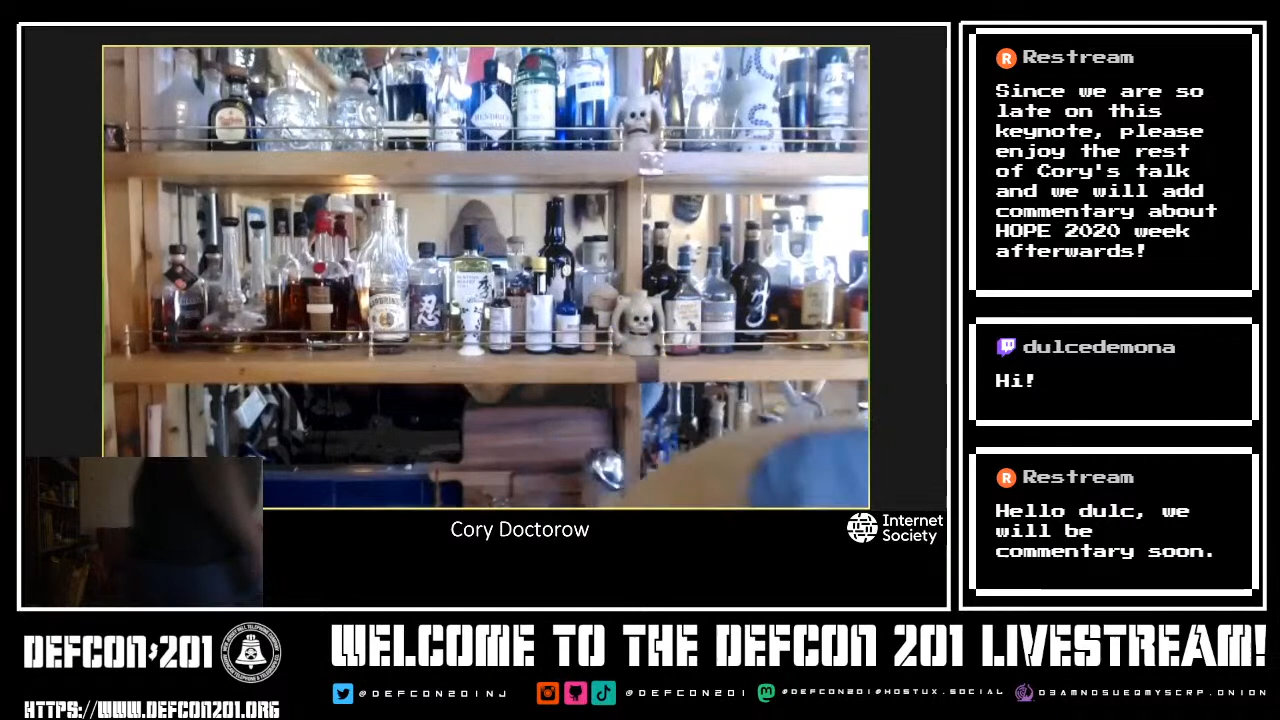 Restream
Since we are so
late on this
keynote, please
enjoy the rest
of Cory's talk
and we will add
commentary about
HOPE 2020 week
afterwards!
dulcedemona
Hi!
Restream
Hello dulc, we
will be
commentary soon.
Cory Doctorow
Internet
Society
DEFCON 201
WELCOME TO THE DEFCON 201 LIVESTREAM!
@DEFCON201NJ
@DEFCON201
@DEFCON201@HOSTUX.SOCIAL
HTTPS://WWW.DEFCON201.ORG